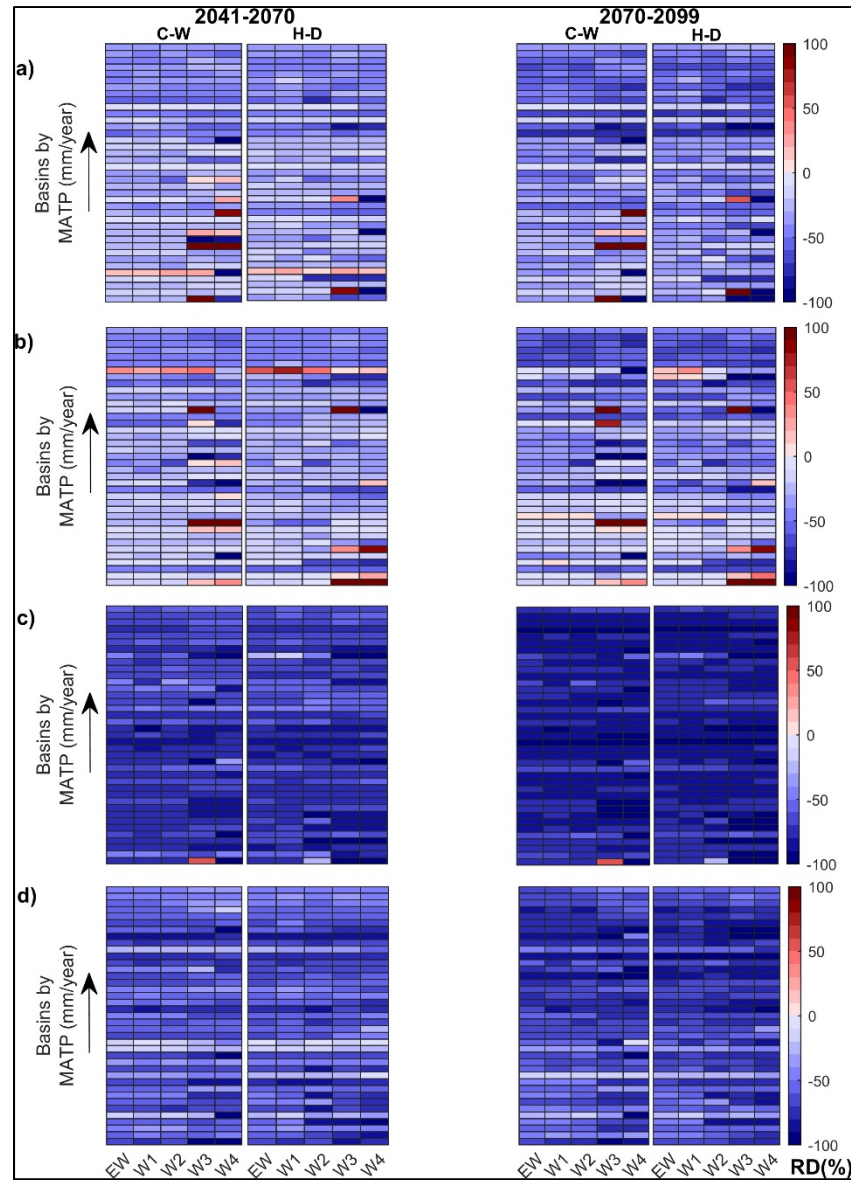 2041-2070 2070-2099
C-W H-D C-W H-D
a)
Basins by
MATP (mm/year)
100
50
0
-50
-100
b)
Basins by
MATP (mm/year)
100
50
0
-50
-100
c)
Basins by
MATP (mm/year)
100
50
0
-50
-100
d)
Basins by
MATP (mm/year)
100
50
0
-50
-100
EW W1 W2 W3 W4 EW W1 W2 W3 W4 EW W1 W2 W3 W4 EW W1 W2 W3 W4 RD(%)